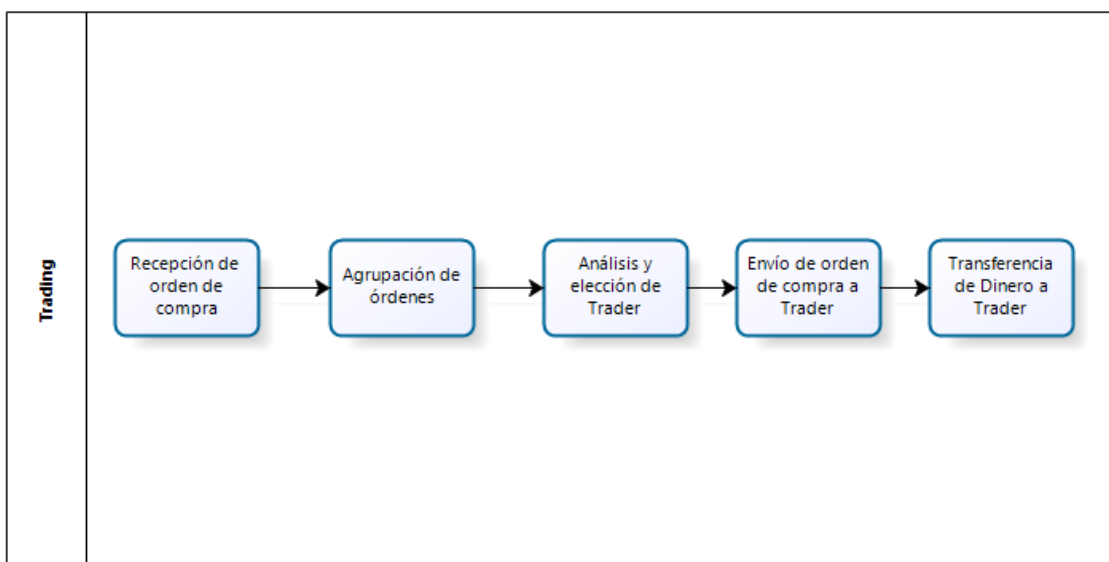 Trading
Recepción de
orden de
compra
Agrupación de
órdenes
Análisis y
elección de
Trader
Envío de orden
de compra a
Trader
Transferencia
de Dinero a
Trader